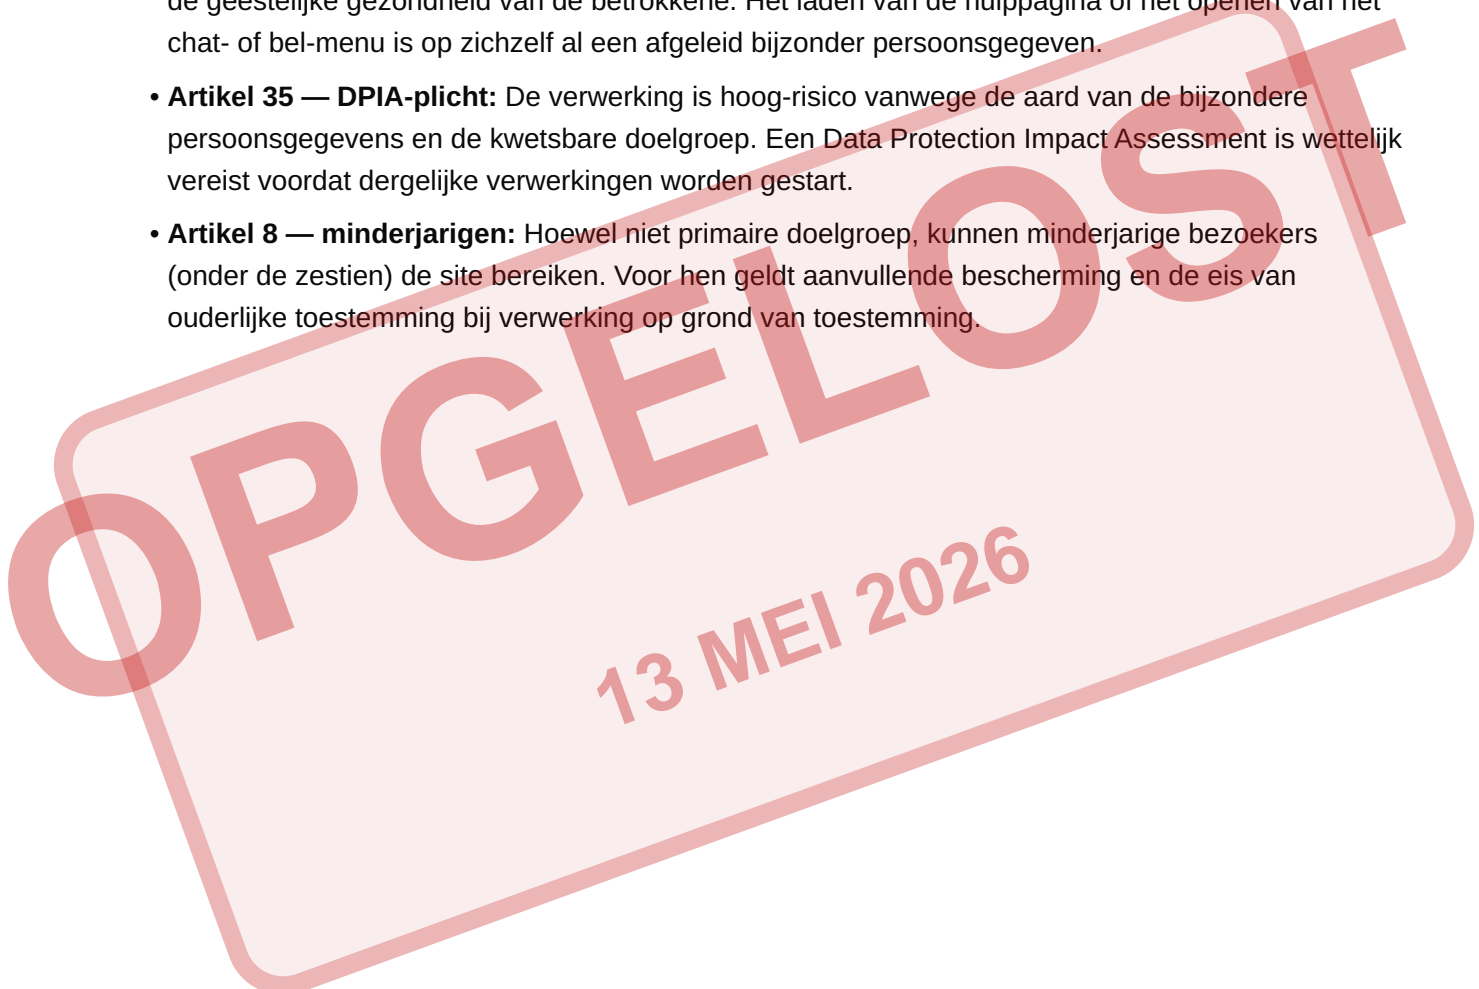 de geestelijke gezondheid van de betrokkene. Het laden van de hulppagina of het openen van het
chat- of bel-menu is op zichzelf al een afgeleid bijzonder persoonsgegeven.
• Artikel 35 — DPIA-plicht: De verwerking is hoog-risico vanwege de aard van de bijzondere
persoonsgegevens en de kwetsbare doelgroep. Een Data Protection Impact Assessment is wettelijk
vereist voordat dergelijke verwerkingen worden gestart.
• Artikel 8 — minderjarigen: Hoewel niet primaire doelgroep, kunnen minderjarige bezoekers
(onder de zestien) de site bereiken. Voor hen geldt aanvullende bescherming en de eis van
ouderlijke toestemming bij verwerking op grond van toestemming.
OPGELOST
13 MEI 2026